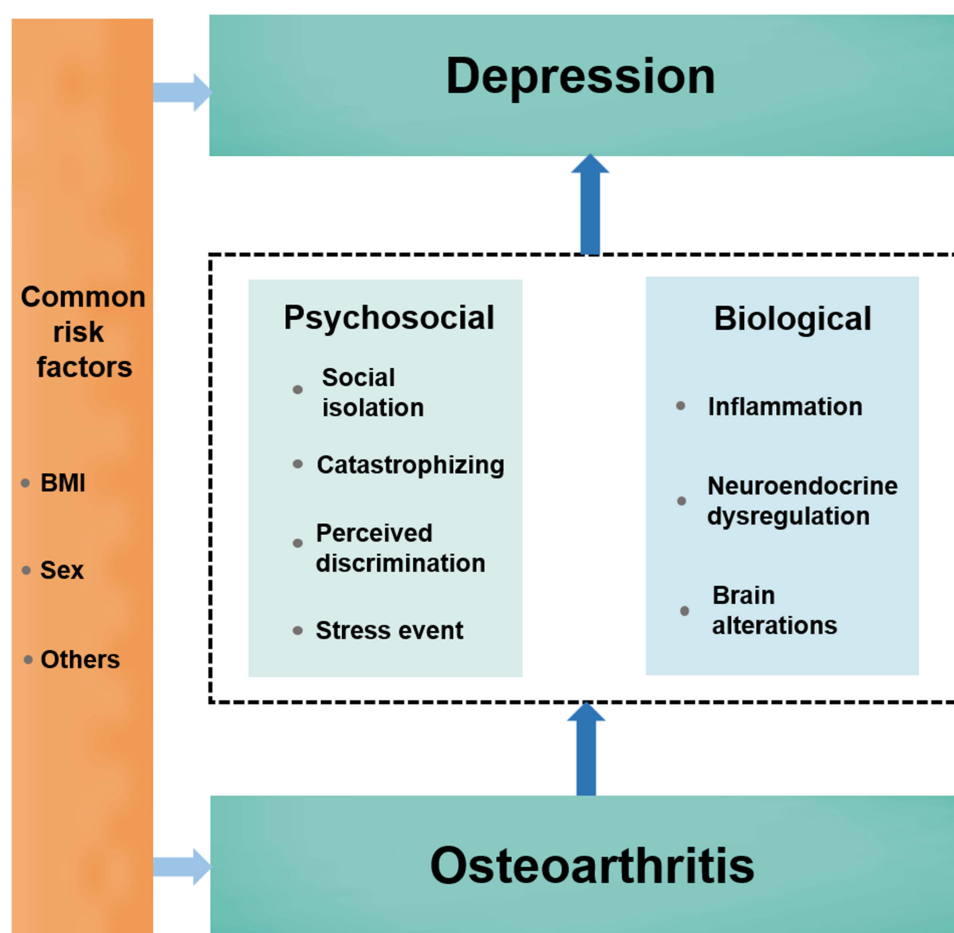 Depression
Common
risk
factors
BMI
Sex
Others
Psychosocial
Social
isolation
Catastrophizing
Perceived
discrimination
Stress event
Biological
Inflammation
Neuroendocrine
dysregulation
Brain
alterations
Osteoarthritis